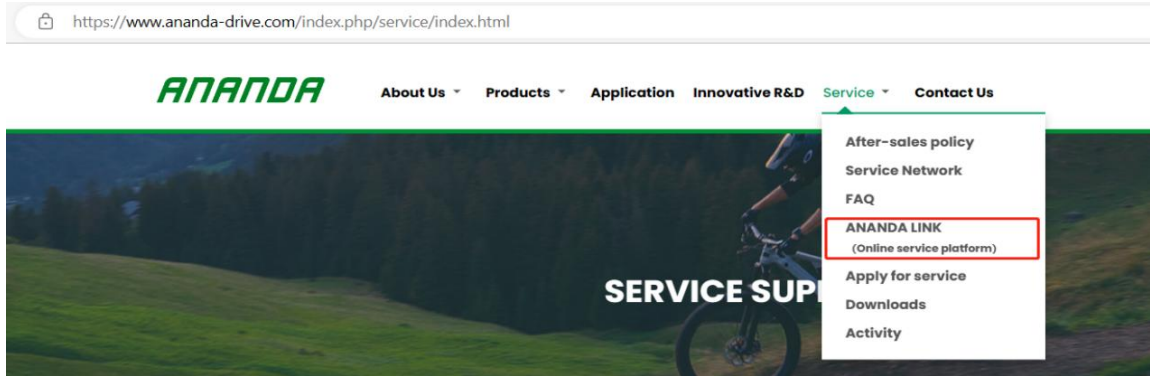 https://www.ananda-drive.com/index.php/service/index.html
ANANDA
About Us Products Application Innovative R&D Service Contact Us
After-sales policy
Service Network
FAQ
ANANDA LINK
(Online service platform)
SERVICE SUP
Apply for service
Downloads
Activity